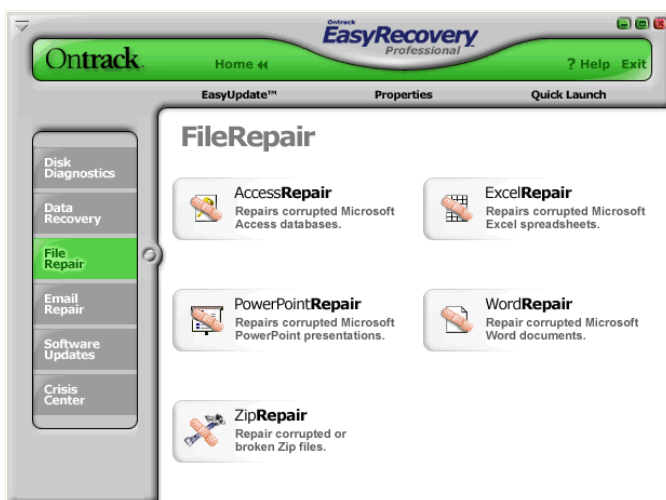 Ontrack
EasyRecovery
Professional
Ontrack.
Home
? Help Exit
EasyUpdate™ Properties Quick Launch
Disk
Diagnostics
Data
Recovery
File
Repair
Email
Repair
Software
Updates
Crisis
Center
FileRepair
AccessRepair
Repairs corrupted Microsoft
Access databases.
ExcelRepair
Repairs corrupted Microsoft
Excel spreadsheets.
PowerPointRepair
Repairs corrupted Microsoft
PowerPoint presentations.
WordRepair
Repair corrupted Microsoft
Word documents.
ZipRepair
Repair corrupted or
broken Zip files.